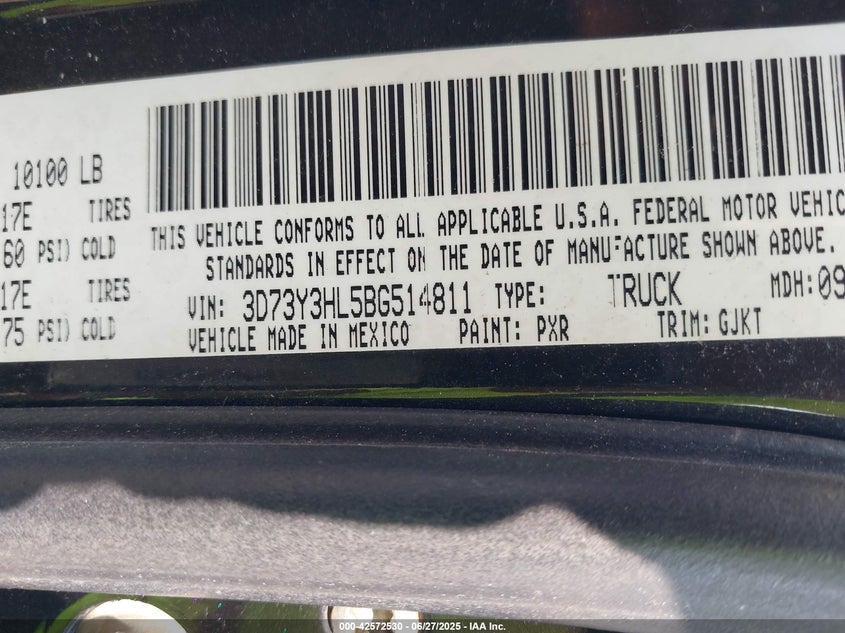 10100 LB
17E TIRES
60 PSI) COLD
17E TIRES
75 PSI) COLD
THIS VEHICLE CONFORMS TO ALL APPLICABLE U.S.A. FEDERAL MOTOR VEHIC
STANDARDS IN EFFECT ON THE DATE OF MANUFACTURE SHOWN ABOVE.
VIN: 3D73Y3HL5BG514811 TYPE: TRUCK MDH:09
VEHICLE MADE IN MEXICO PAINT: PXR TRIM: GJKT
000-42572530 - 06/27/2025 - IAA Inc.